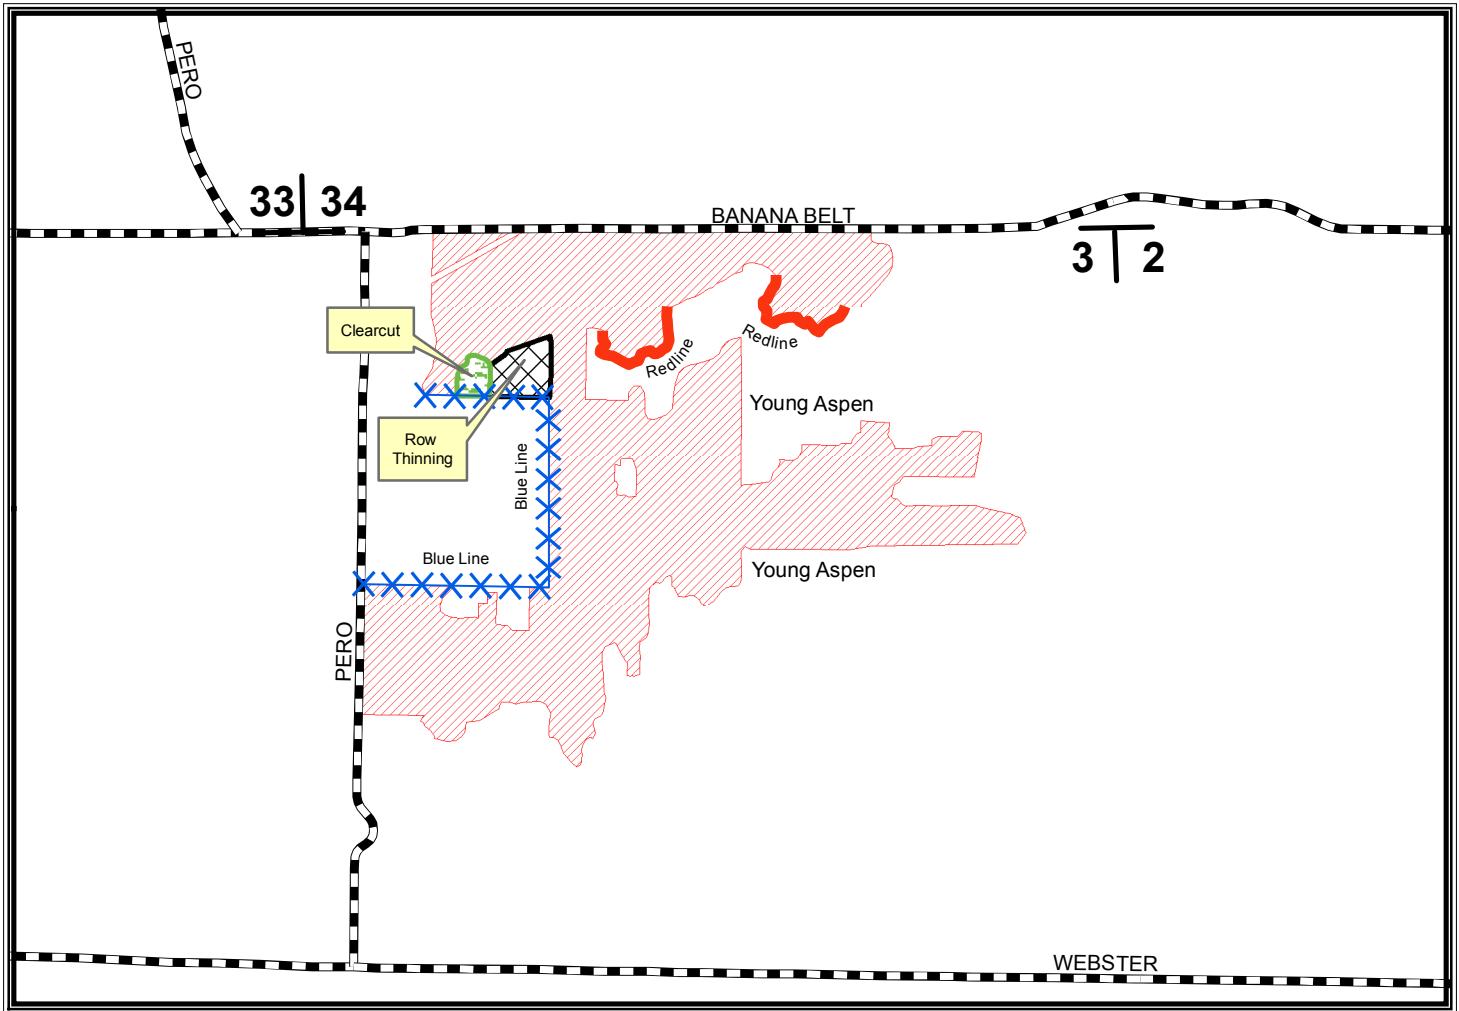 PERO
33 34
BANANA BELT
3 2
Clearcut
Redline
Redline
Young Aspen
Row
Thinning
Blue Line
Blue Line
Young Aspen
PERO
WEBSTER